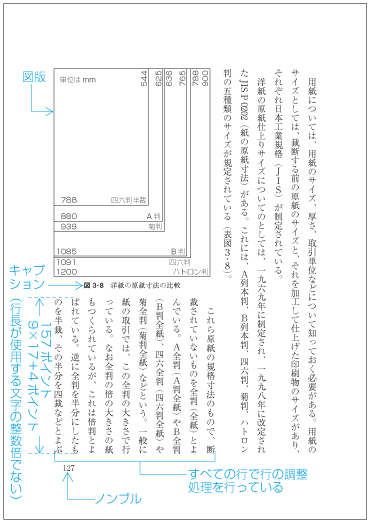 用紙については、用紙のサイズ、厚さ、取引単位などについて知っておく必要がある。用紙の
サイズとしては、裁断する前の原紙のサイズと、それを加工して仕上げた印刷物のサイズがあり、
それぞれ日本工業規格(JIS)が制定されている。
洋紙の原紙仕上りサイズについてのとしては、一九六九年に制定され、一九九八年に改定され
たJIS P 0202(紙の原紙寸法)がある。これには、A列本判、B列本判、四六判、菊判、ハトロン
判の五種類のサイズが規定されている(表図3・8)。
図版
単位は mm
544
625
636
765
788
900
788 四六判半裁
880 A 判
939 菊判
1085 B 判
1091 四六判
1200 ハトロン判
キャプ
ション
図 3・8 洋紙の原紙寸法の比較
これら原紙の規格寸法のもので、断
裁されていないものを全判(全紙)とよ
んでいる。A全判(A判全紙)やB全判
(B判全紙)、四六全判(四六判全紙)や
菊全判(菊判全紙)などという。一般に
紙の取引では、この全判の大きさで行
っている。なお全判の倍の大きさの紙
もつくられているが、これは倍判とよ
ばれている。逆に全判を半分にしたも
のを半裁、その半分を四裁などとよぶ
157 ポイント
9×17+4 ポイント
(行長が使用する文字の整数倍でない)
127
ノンブル
すべての行で行の調整
処理を行っている